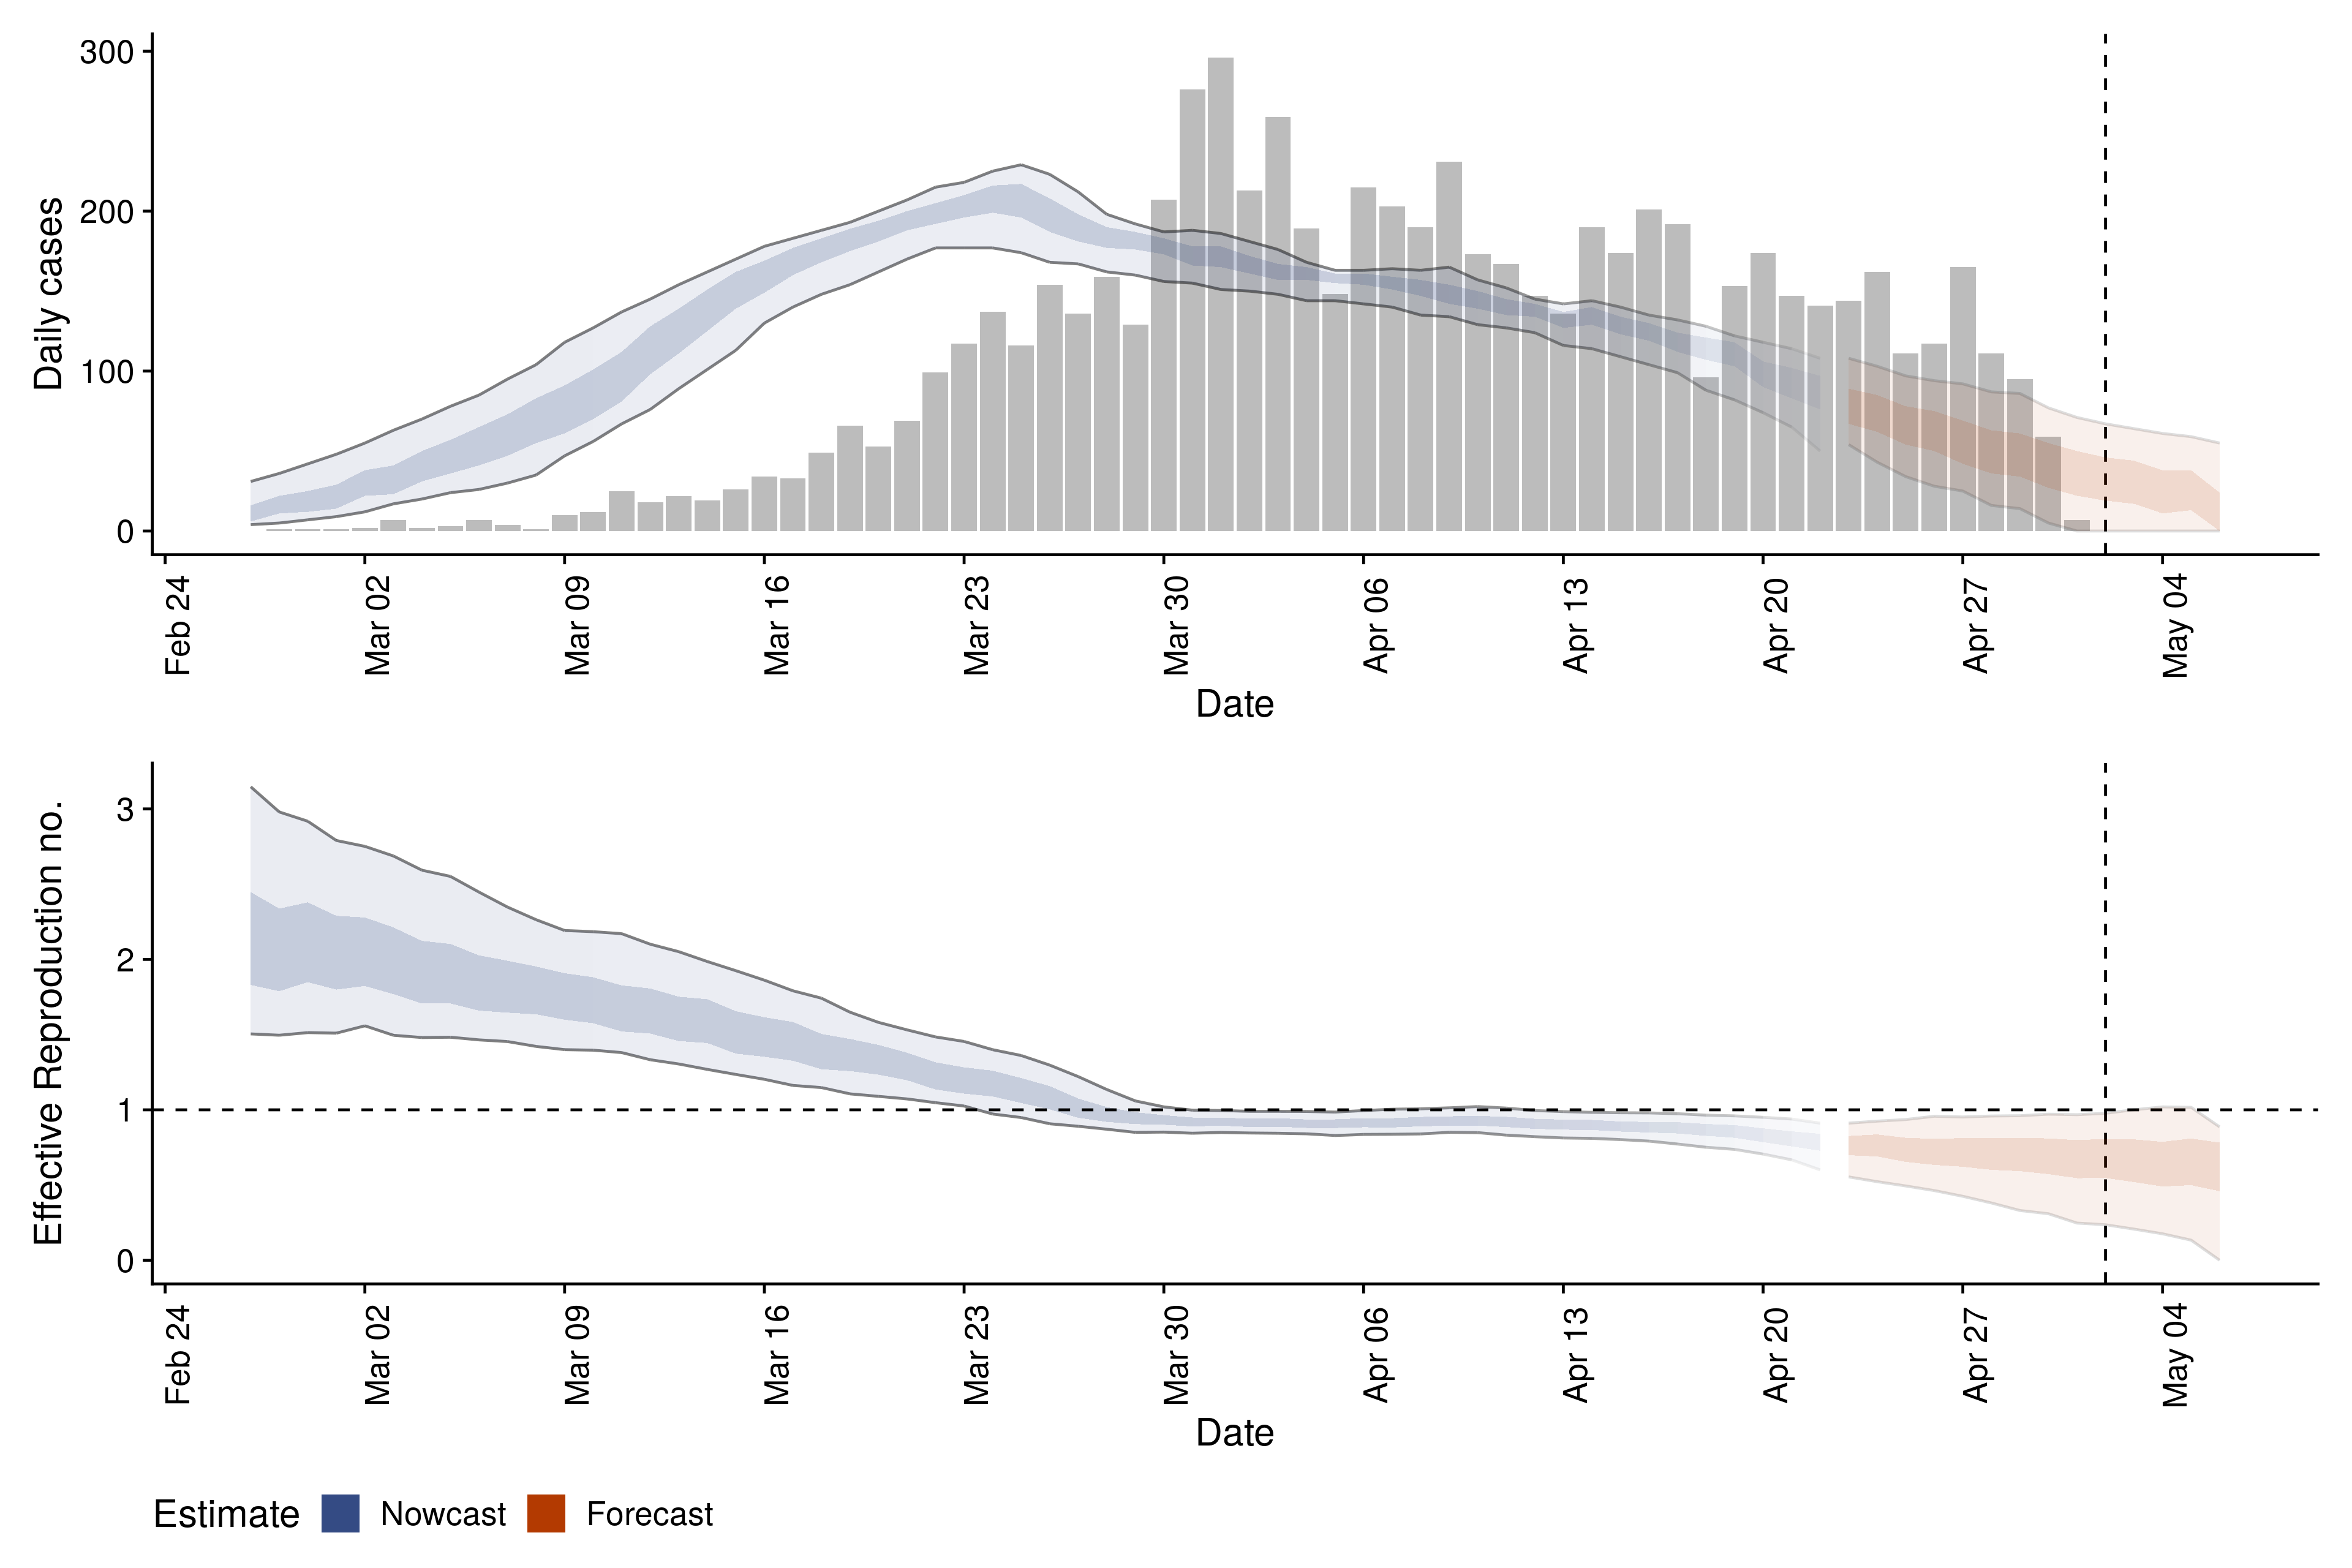 300
200
100
0
Daily cases
Feb 24
Mar 02
Mar 09
Mar 16
Mar 23
Mar 30
Apr 06
Apr 13
Apr 20
Apr 27
May 04
Date
3
2
1
0
Effective Reproduction no.
Feb 24
Mar 02
Mar 09
Mar 16
Mar 23
Mar 30
Apr 06
Apr 13
Apr 20
Apr 27
May 04
Date
Estimate Nowcast Forecast